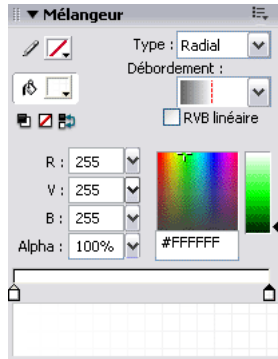 Mélangeur
Type : Radial
Débordement :
RVB linéaire
R : 255
V : 255
B : 255
Alpha : 100%
#FFFFFF